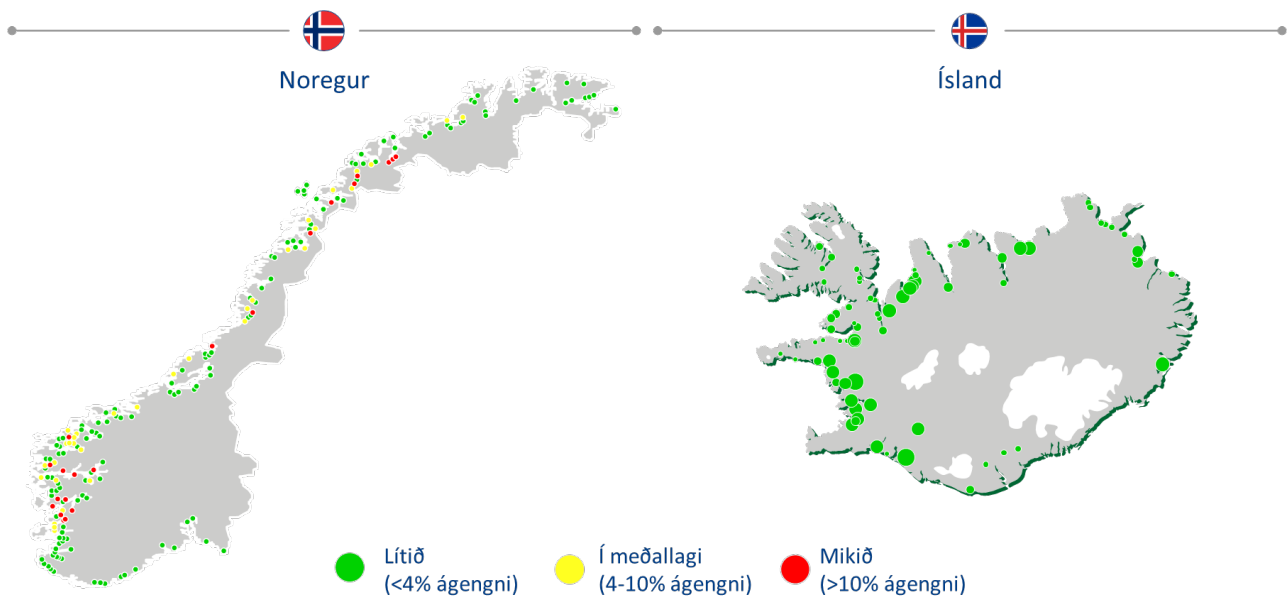 Noregur
Ísland
Lítið
(<4% ágengni)
Í meðallagi
(4-10% ágengni)
Mikið
(>10% ágengni)